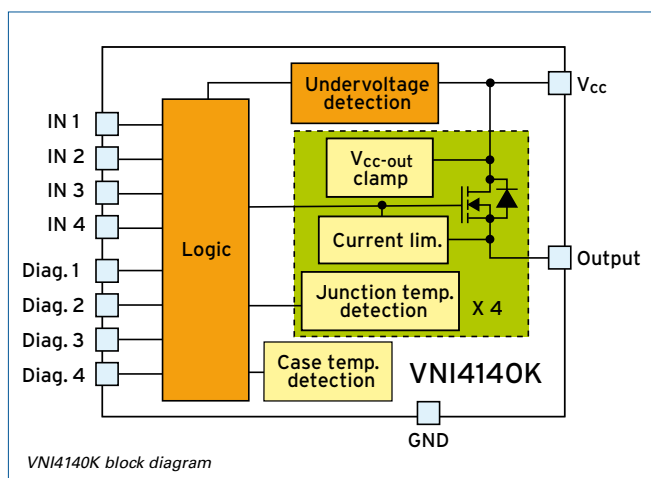 Undervoltage
detection
Vcc
IN 1
IN 2
IN 3
IN 4
Diag. 1
Diag. 2
Diag. 3
Diag. 4
Logic
Vcc-out
clamp
Current lim.
Output
Junction temp.
detection
X 4
Case temp.
detection
VNI4140K
GND
VNI4140K block diagram